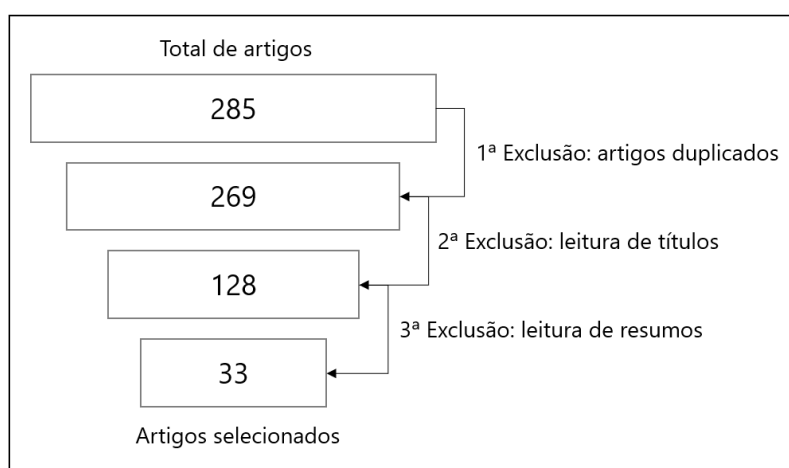 Total de artigos
285
1ª Exclusão: artigos duplicados
269
2ª Exclusão: leitura de títulos
128
3ª Exclusão: leitura de resumos
33
Artigos selecionados